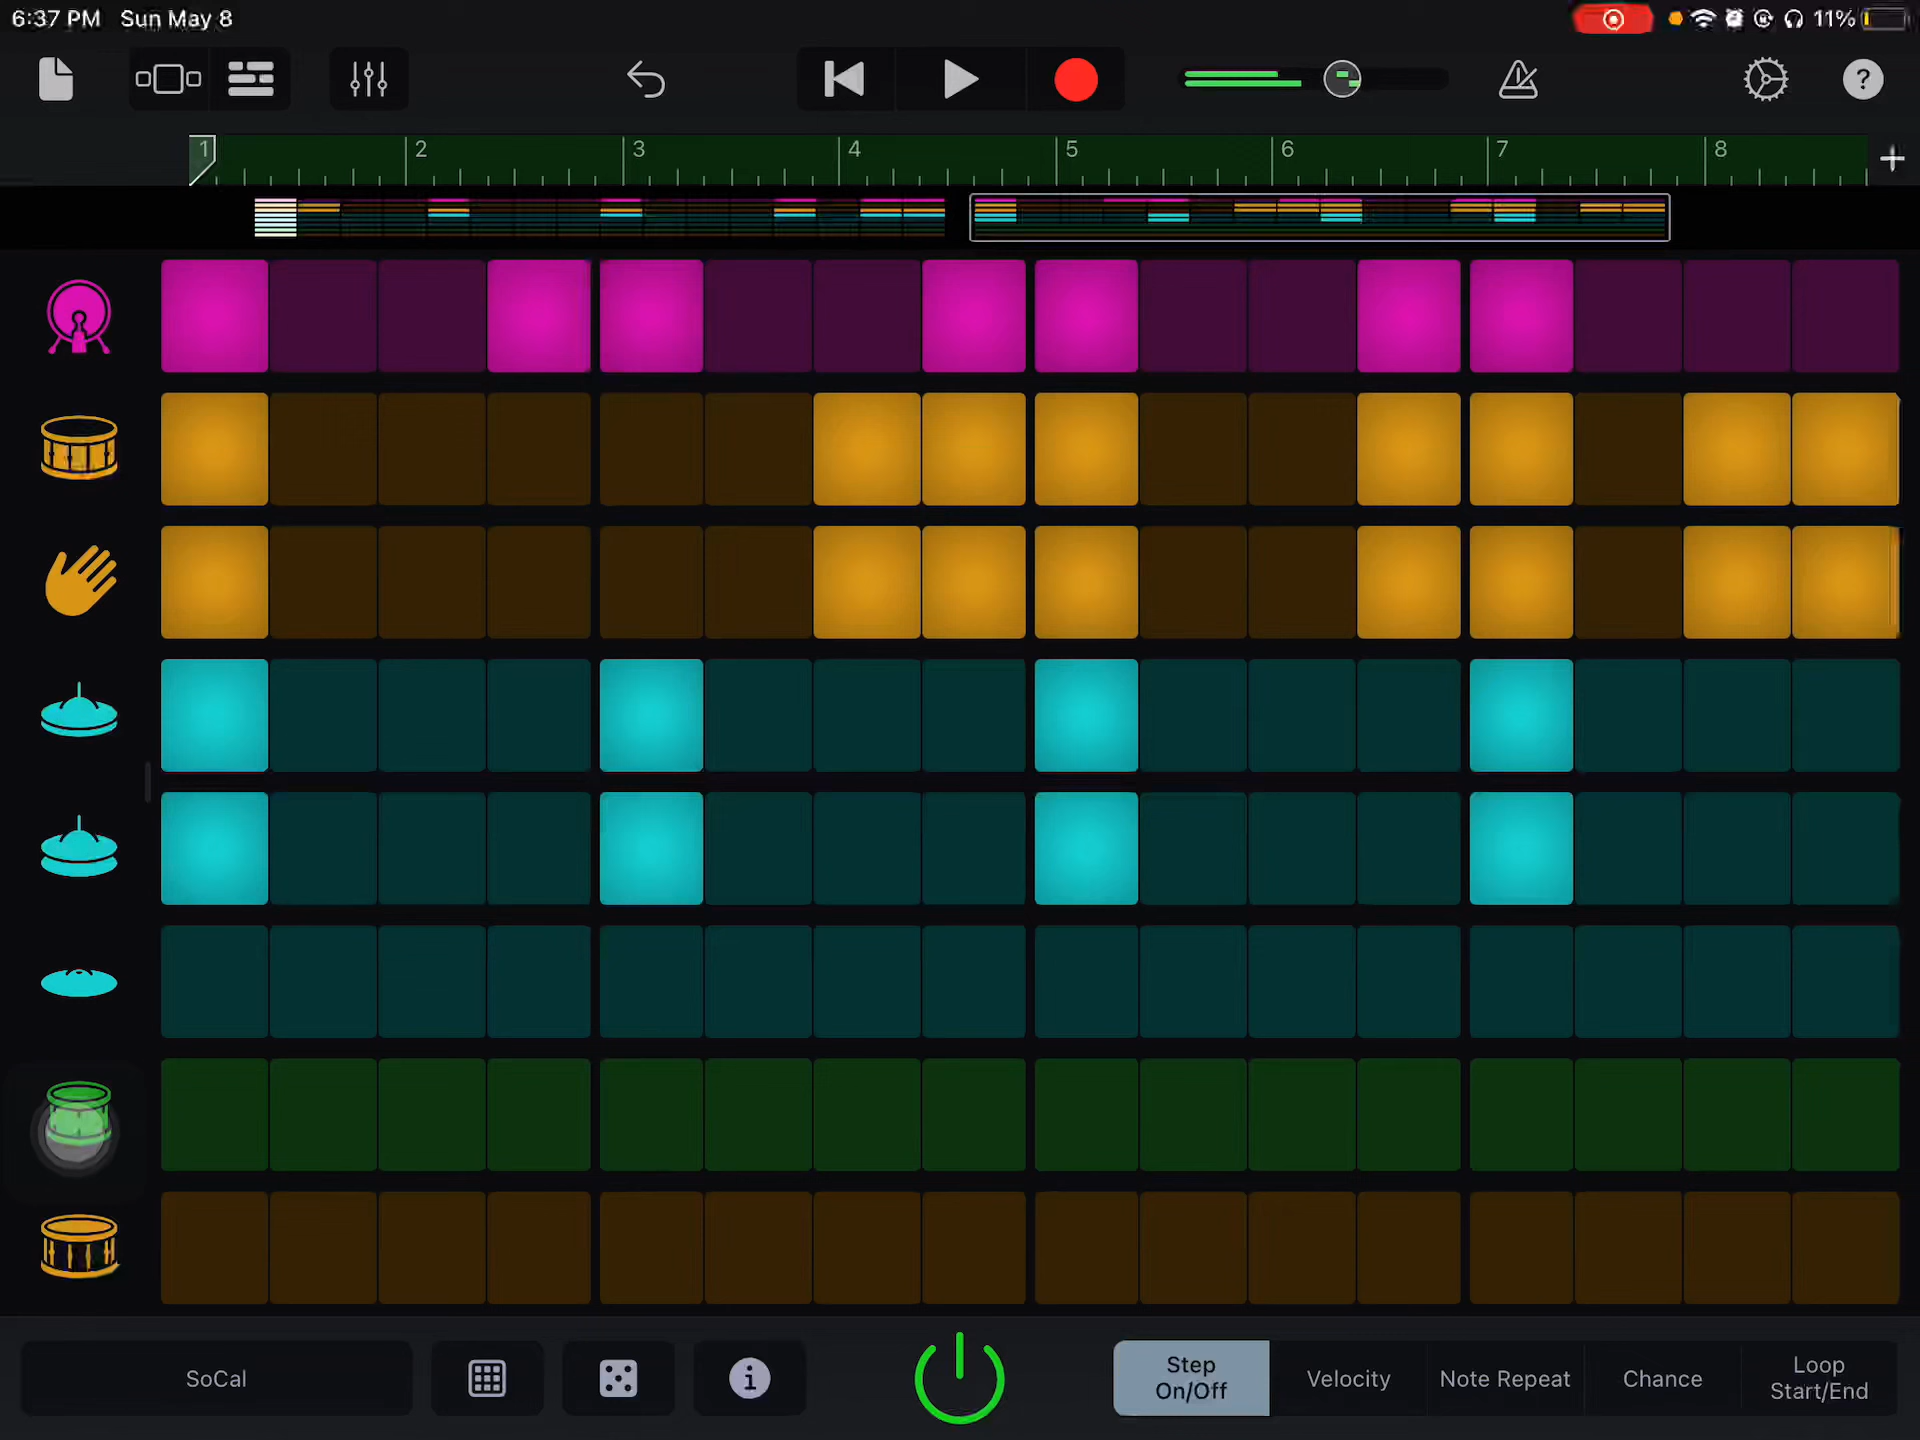 6:37 PM Sun May 8
11%
?
1 2 3 4 5 6 7 8
SoCal
Step On/Off
Velocity
Note Repeat
Chance
Loop Start/End